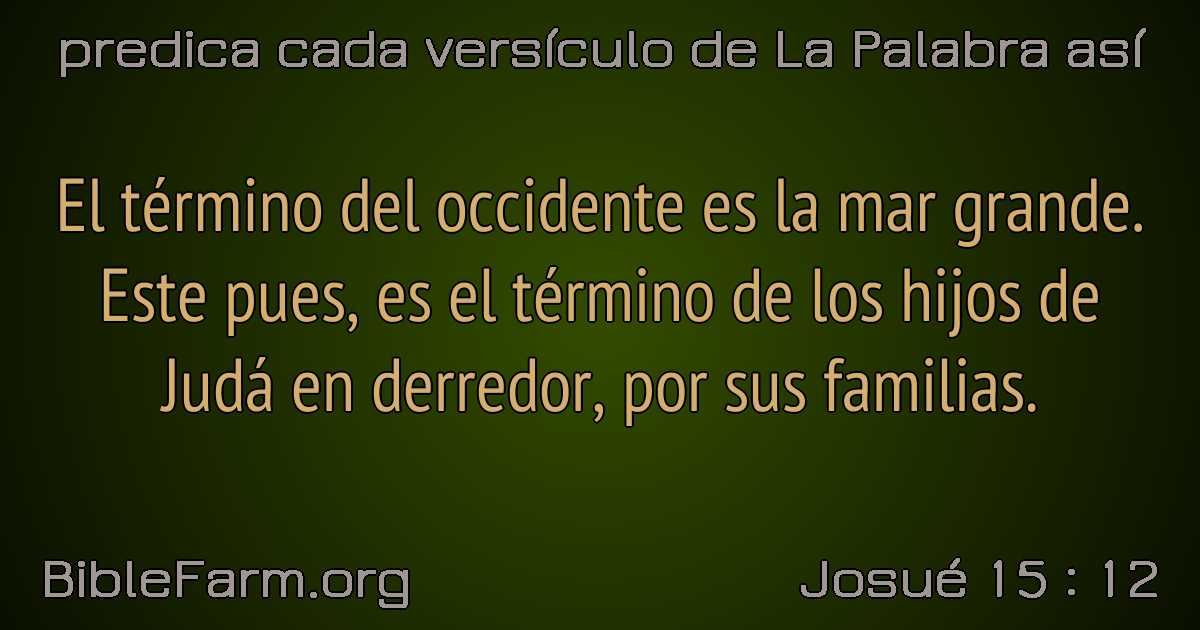 predica cada versículo de La Palabra así
El término del occidente es la mar grande.
Este pues, es el término de los hijos de
Judá en derredor, por sus familias.
BibleFarm.org
Josué 15 : 12